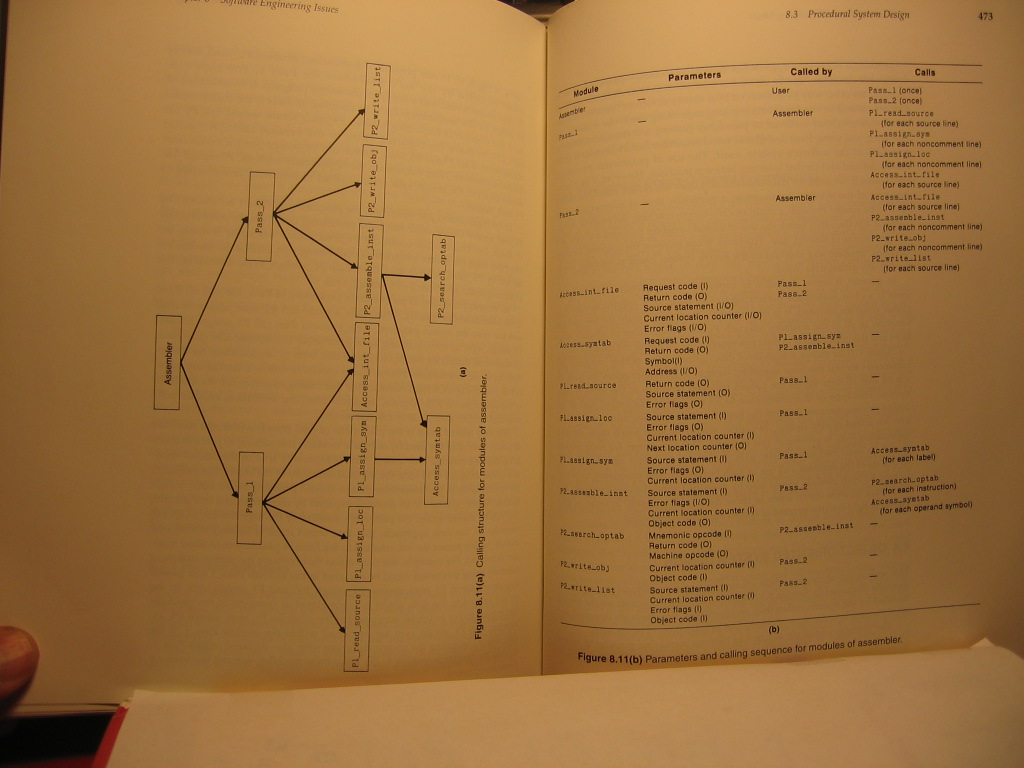 Software Engineering Issues
Assembler
Pass_1
Pass_2
P1_read_source
P1_assign_loc
P1_assign_sym
Access_int_file
P2_assemble_inst
P2_write_obj
P2_write_list
Access_symtab
P2_search_optab
(a)
Figure 8.11(a) Calling structure for modules of assembler.
8.3 Procedural System Design 473
Module Parameters Called by Calls
Assembler — User Pass_1 (once)
Pass_2 (once)
Pass_1 — Assembler P1_read_source
(for each source line)
P1_assign_sym
(for each noncomment line)
P1_assign_loc
(for each noncomment line)
Access_int_file
(for each source line)
Pass_2 — Assembler Access_int_file
(for each source line)
P2_assemble_inst
(for each noncomment line)
P2_write_obj
(for each noncomment line)
P2_write_list
(for each source line)
Access_int_file Request code (I) Pass_1 —
Return code (O) Pass_2
Source statement (I/O)
Current location counter (I/O)
Error flags (I/O)
Access_symtab Request code (I) P1_assign_sym —
Return code (O) P2_assemble_inst
Symbol(I)
Address (I/O)
P1_read_source Return code (O) Pass_1 —
Source statement (O)
Error flags (O)
P1_assign_loc Source statement (I) Pass_1 —
Error flags (O)
Current location counter (I)
Next location counter (O)
P1_assign_sym Source statement (I) Pass_1 Access_symtab
Error flags (O) (for each label)
Current location counter (I)
P2_assemble_inst Source statement (I) Pass_2 P2_search_optab
Error flags (I/O) (for each instruction)
Current location counter (I) Access_symtab
Object code (O) (for each operand symbol)
P2_search_optab Mnemonic opcode (I) P2_assemble_inst —
Return code (O)
Machine opcode (O)
P2_write_obj Current location counter (I) Pass_2 —
Object code (I)
P2_write_list Source statement (I) Pass_2 —
Current location counter (I)
Error flags (I)
Object code (I)
(b)
Figure 8.11(b) Parameters and calling sequence for modules of assembler.